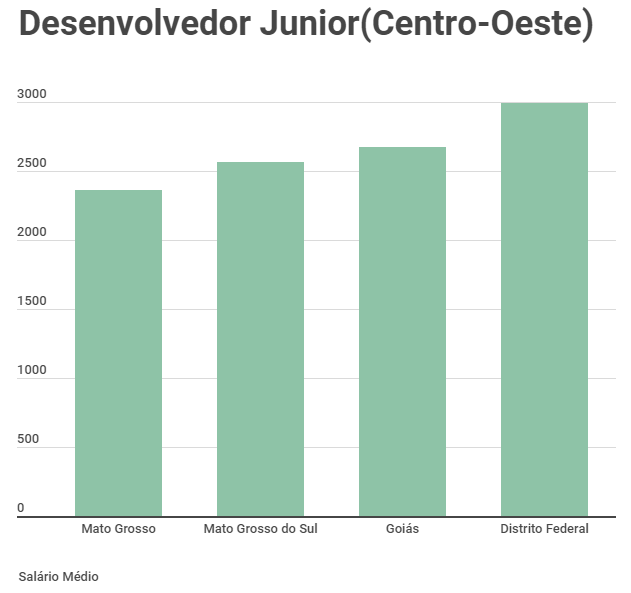 Desenvolvedor Junior(Centro-Oeste)
3000
2500
2000
1500
1000
500
0
Mato Grosso Mato Grosso do Sul Goiás Distrito Federal
Salário Médio